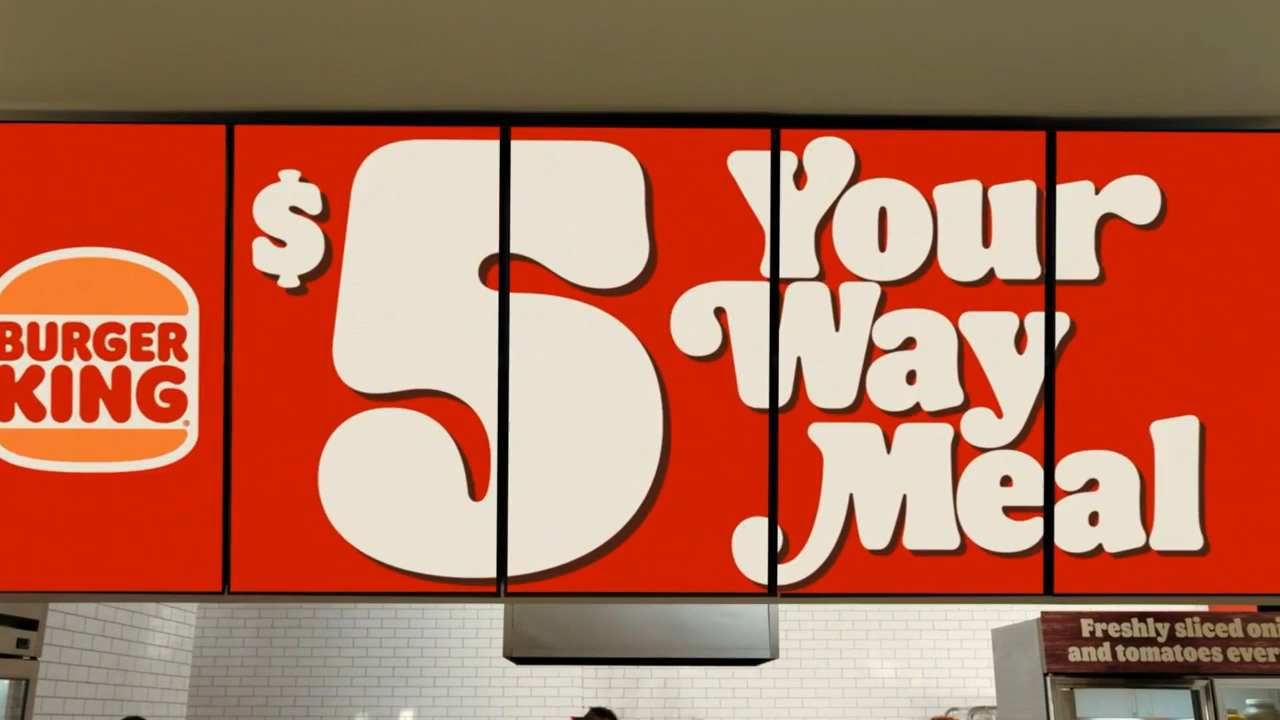 BURGER
KING
$5
Your
Way
Meal
Freshly sliced
and tomatoes